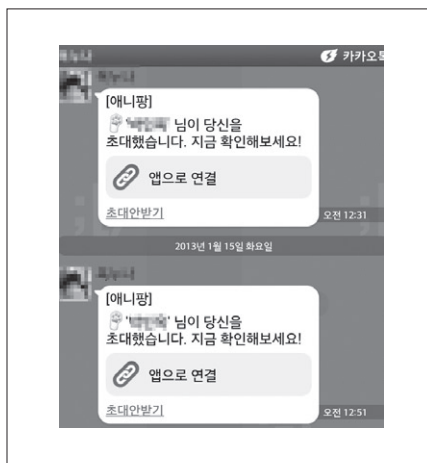 카카오톡
[애니팡]
님이 당신을
초대했습니다. 지금 확인해보세요!
앱으로 연결
초대안받기
오전 12:31
2013년 1월 15일 화요일
[애니팡]
님이 당신을
초대했습니다. 지금 확인해보세요!
앱으로 연결
초대안받기
오전 12:51